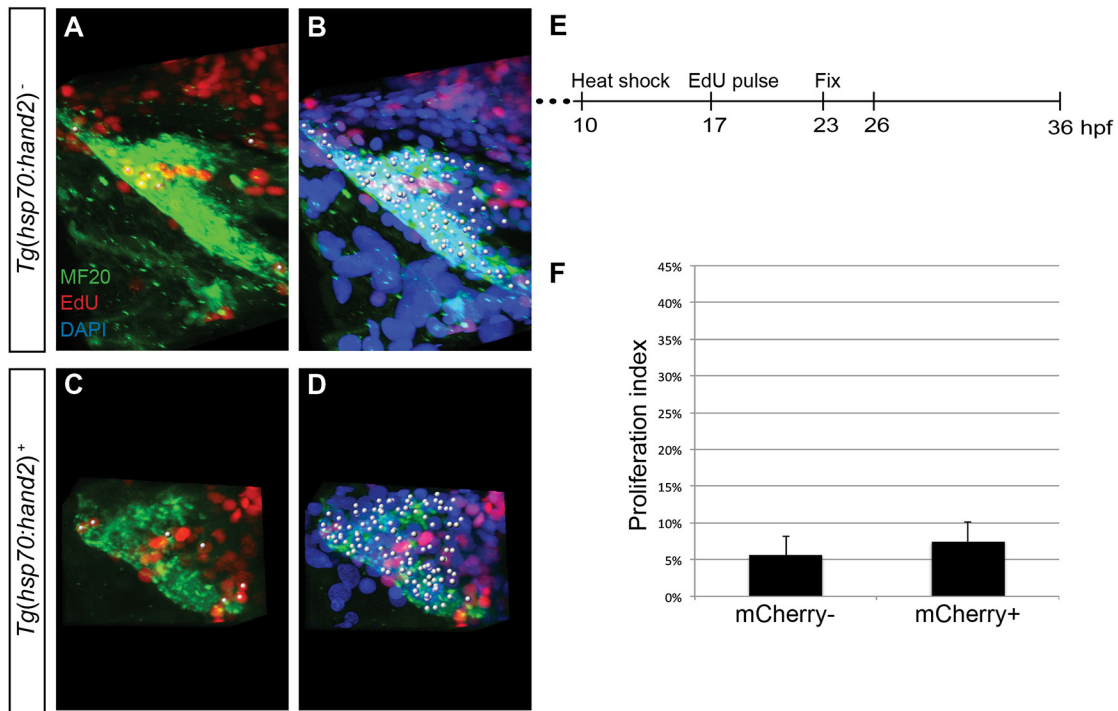 A
B
Tg(hsp70:hand2) -
MF20
EdU
DAPI
C
D
Tg(hsp70:hand2) +
E
Heat shock EdU pulse Fix
10 17 23 26 36 hpf
F
Proliferation index
45%
40%
35%
30%
25%
20%
15%
10%
5%
0%
mCherry- mCherry+